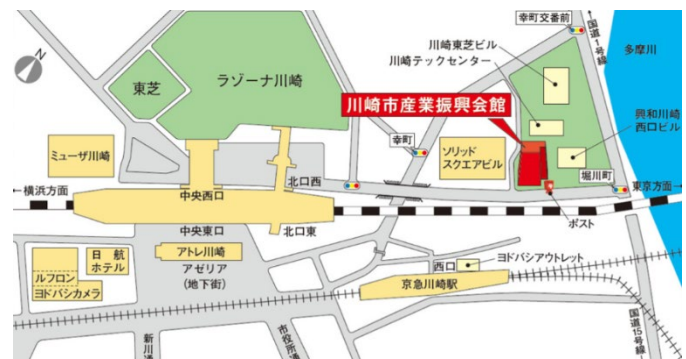 幸町交番前
国道1号線
多摩川
川崎東芝ビル
川崎テックセンター
N
東芝
ラゾーナ川崎
川崎市産業振興会館
興和川崎
西口ビル
ミューザ川崎
幸町
ソリッド
スクエアビル
堀川町
北口西
←横浜方面
中央西口
東京方面→
ポスト
中央東口
北口東
日航
ホテル
アトレ川崎
アゼリア
(地下街)
ヨドバシアウトレット
西口
ルフロン
ヨドバシカメラ
京急川崎駅
新川通
市役所通
国道15号線